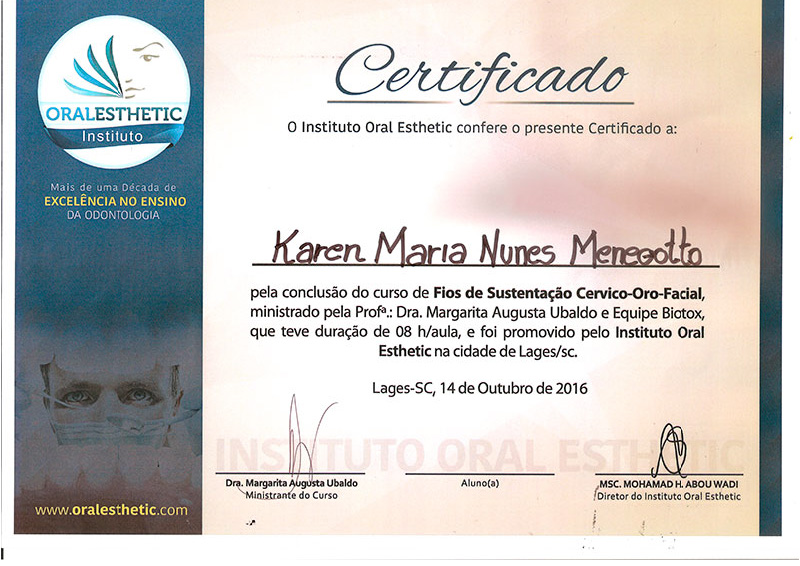 Certificado
ORALESTHETIC
Instituto
O Instituto Oral Esthetic confere o presente Certificado a:
Mais de uma Década de
EXCELÊNCIA NO ENSINO
DA ODONTOLOGIA
Karen Maria Nunes Menegotto
pela conclusão do curso de Fios de Sustentação Cervico-Oro-Facial,
ministrado pela Profª.: Dra. Margarita Augusta Ubaldo e Equipe Biotox,
que teve duração de 08 h/aula, e foi promovido pelo Instituto Oral
Esthetic na cidade de Lages/sc.
Lages-SC, 14 de Outubro de 2016
INSTITUTO ORAL ESTHETIC
Dra. Margarita Augusta Ubaldo
Ministrante do Curso
Aluno(a)
MSC. MOHAMAD H. ABOU WADI
Diretor do Instituto Oral Esthetic
www.oralesthetic.com